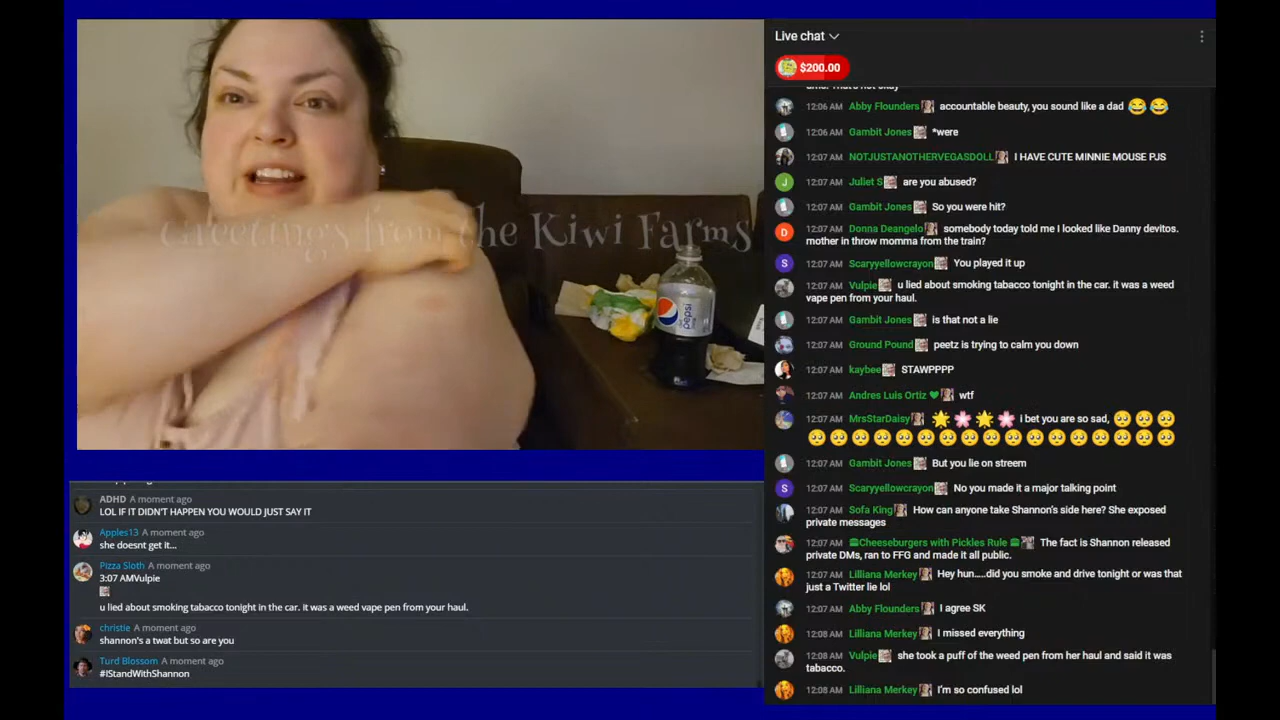 Greetings from the Kiwi Farms
pepsi
ADHD A moment ago
LOL IF IT DIDN'T HAPPEN YOU WOULD JUST SAY IT
Apples13 A moment ago
she doesnt get it...
Pizza Sloth A moment ago
3:07 AMVulpie
u lied about smoking tabacco tonight in the car. it was a weed vape pen from your haul.
christie A moment ago
shannon's a twat but so are you
Turd Blossom A moment ago
#IStandWithShannon
Live chat
$200.00
12:06 AM Abby Flounders accountable beauty, you sound like a dad 😂 😂
12:06 AM Gambit Jones *were
12:07 AM NOTJUSTANOTHERVEGASDOLL I HAVE CUTE MINNIE MOUSE PJS
12:07 AM Juliet S are you abused?
12:07 AM Gambit Jones So you were hit?
12:07 AM Donna Deangelo somebody today told me I looked like Danny devitos.
mother in throw momma from the train?
12:07 AM Scaryyellowcrayon You played it up
12:07 AM Vulpie u lied about smoking tabacco tonight in the car. it was a weed
vape pen from your haul.
12:07 AM Gambit Jones is that not a lie
12:07 AM Ground Pound peetz is trying to calm you down
12:07 AM kaybee STAWPPPP
12:07 AM Andres Luis Ortiz wtf
12:07 AM MrsStarDaisy i bet you are so sad,
12:07 AM Gambit Jones But you lie on streem
12:07 AM Scaryyellowcrayon No you made it a major talking point
12:07 AM Sofa King How can anyone take Shannon's side here? She exposed
private messages
12:07 AM Cheeseburgers with Pickles Rule The fact is Shannon released
private DMs, ran to FFG and made it all public.
12:07 AM Lilliana Merkey Hey hun.....did you smoke and drive tonight or was that
just a Twitter lie lol
12:07 AM Abby Flounders I agree SK
12:08 AM Lilliana Merkey I missed everything
12:08 AM Vulpie she took a puff of the weed pen from her haul and said it was
tabacco.
12:08 AM Lilliana Merkey I'm so confused lol